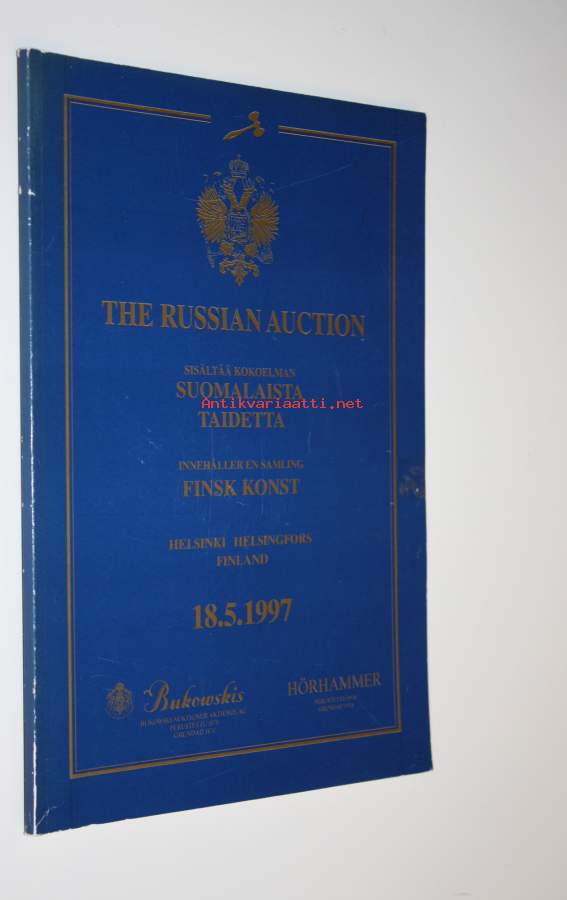 THE RUSSIAN AUCTION
SISÄLTÄÄ KOKOELMAN
SUOMALAISTA
Antikvariaatti.net
TAIDETTA
INNEHÅLLER EN SAMLING
FINSK KONST
HELSINKI HELSINGFORS
FINLAND
18.5.1997
Bukowskis
HÖRHAMMER